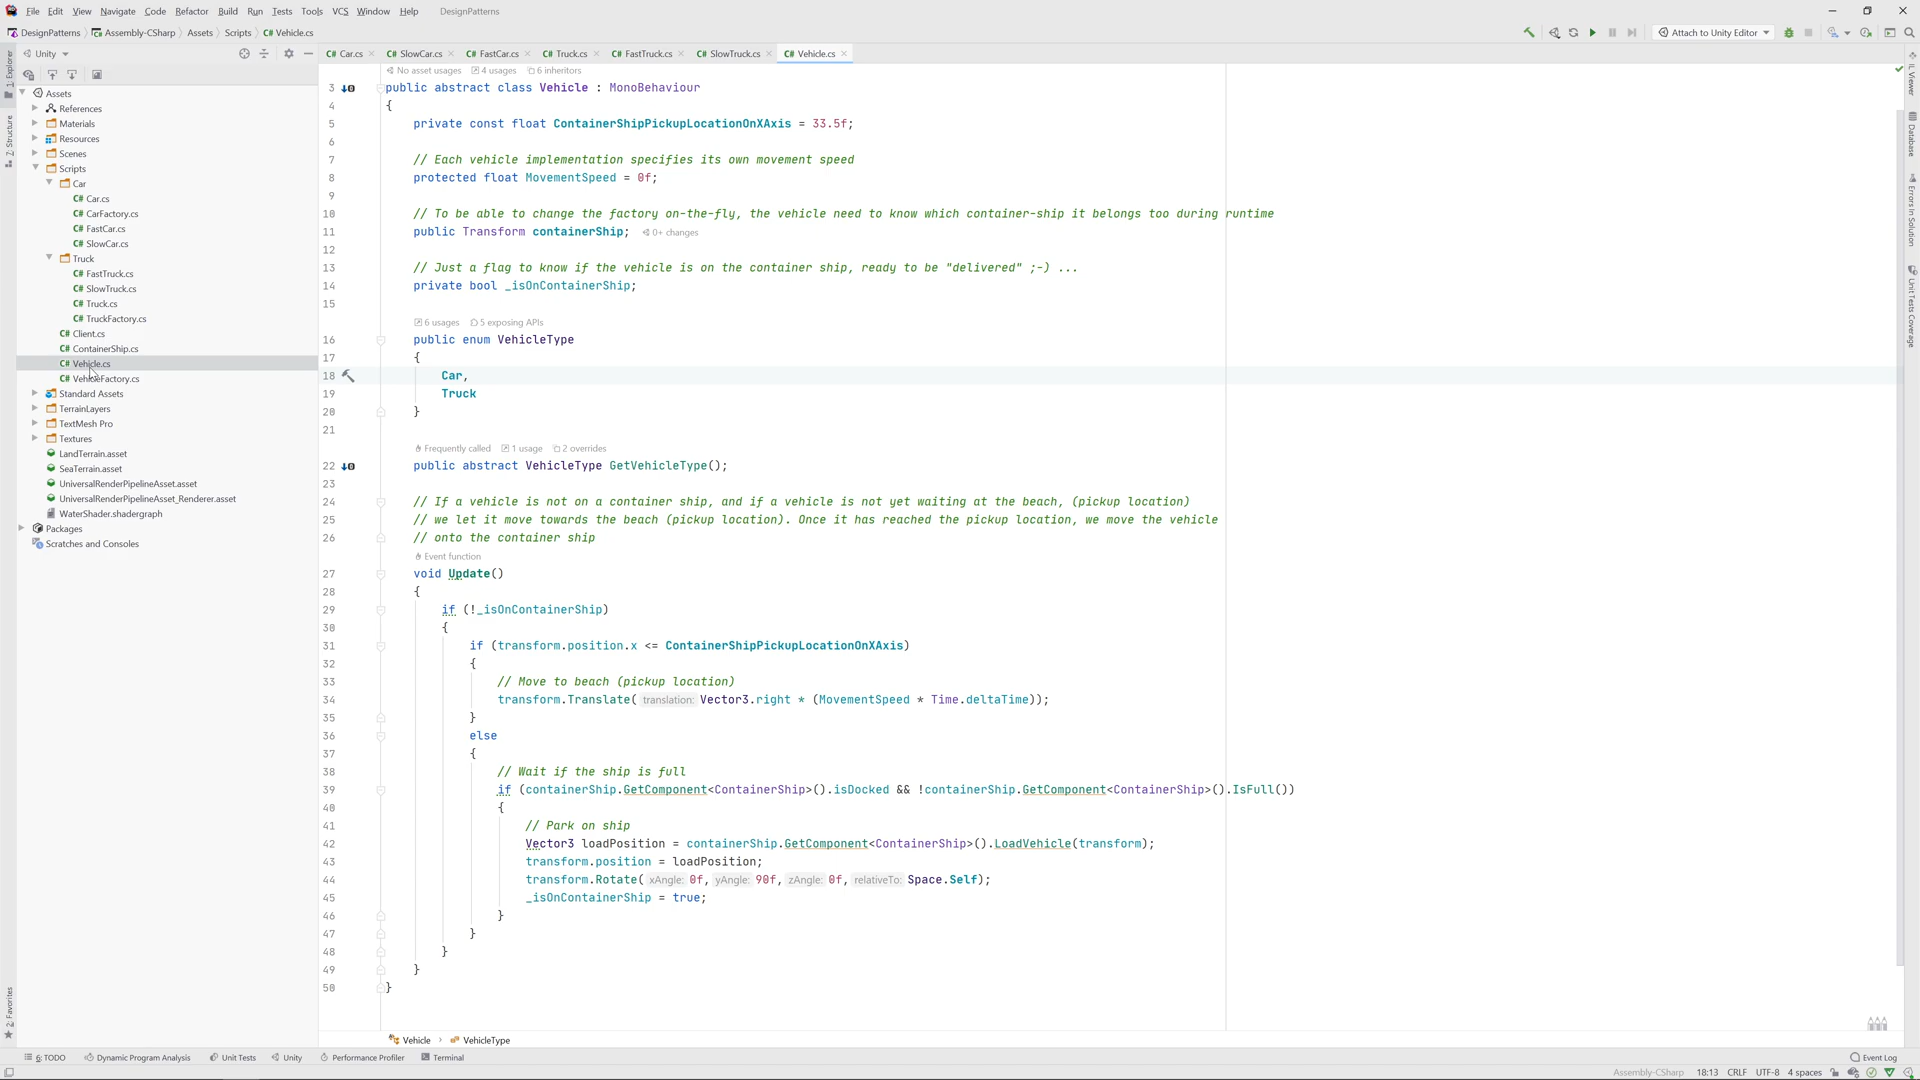 File Edit View Navigate Code Refactor Build Run Tests Tools VCS Window Help DesignPatterns
DesignPatterns Assembly-CSharp Assets Scripts C# Vehicle.cs
Attach to Unity Editor
Unity
C# Car.cs C# SlowCar.cs C# FastCar.cs C# Truck.cs C# FastTruck.cs C# SlowTruck.cs C# Vehicle.cs
1: Explorer
7: Structure
2: Favorites
Assets
References
Materials
Resources
Scenes
Scripts
Car
C# Car.cs
C# CarFactory.cs
C# FastCar.cs
C# SlowCar.cs
Truck
C# FastTruck.cs
C# SlowTruck.cs
C# Truck.cs
C# TruckFactory.cs
C# Client.cs
C# ContainerShip.cs
C# Vehicle.cs
C# VehicleFactory.cs
Standard Assets
TerrainLayers
TextMesh Pro
Textures
LandTerrain.asset
SeaTerrain.asset
UniversalRenderPipelineAsset.asset
UniversalRenderPipelineAsset_Renderer.asset
WaterShader.shadergraph
Packages
Scratches and Consoles
No asset usages 4 usages 6 inheritors
3 public abstract class Vehicle : MonoBehaviour
4 {
5 private const float ContainerShipPickupLocationOnXAxis = 33.5f;
6
7 // Each vehicle implementation specifies its own movement speed
8 protected float MovementSpeed = 0f;
9
10 // To be able to change the factory on-the-fly, the vehicle need to know which container-ship it belongs too during runtime
11 public Transform containerShip; 0+ changes
12
13 // Just a flag to know if the vehicle is on the container ship, ready to be "delivered" ;-) ...
14 private bool _isOnContainerShip;
15
6 usages 5 exposing APIs
16 public enum VehicleType
17 {
18 Car,
19 Truck
20 }
21
Frequently called 1 usage 2 overrides
22 public abstract VehicleType GetVehicleType();
23
24 // If a vehicle is not on a container ship, and if a vehicle is not yet waiting at the beach, (pickup location)
25 // we let it move towards the beach (pickup location). Once it has reached the pickup location, we move the vehicle
26 // onto the container ship
Event function
27 void Update()
28 {
29 if (!_isOnContainerShip)
30 {
31 if (transform.position.x <= ContainerShipPickupLocationOnXAxis)
32 {
33 // Move to beach (pickup location)
34 transform.Translate( translation: Vector3.right * (MovementSpeed * Time.deltaTime));
35 }
36 else
37 {
38 // Wait if the ship is full
39 if (containerShip.GetComponent<ContainerShip>().isDocked && !containerShip.GetComponent<ContainerShip>().IsFull())
40 {
41 // Park on ship
42 Vector3 loadPosition = containerShip.GetComponent<ContainerShip>().LoadVehicle(transform);
43 transform.position = loadPosition;
44 transform.Rotate( xAngle: 0f, yAngle: 90f, zAngle: 0f, relativeTo: Space.Self);
45 _isOnContainerShip = true;
46 }
47 }
48 }
49 }
50 }
Vehicle VehicleType
IL Viewer
Database
Errors In Solution
Unit Tests Coverage
6: TODO Dynamic Program Analysis Unit Tests Unity Performance Profiler Terminal Event Log
Assembly-CSharp 18:13 CRLF UTF-8 4 spaces